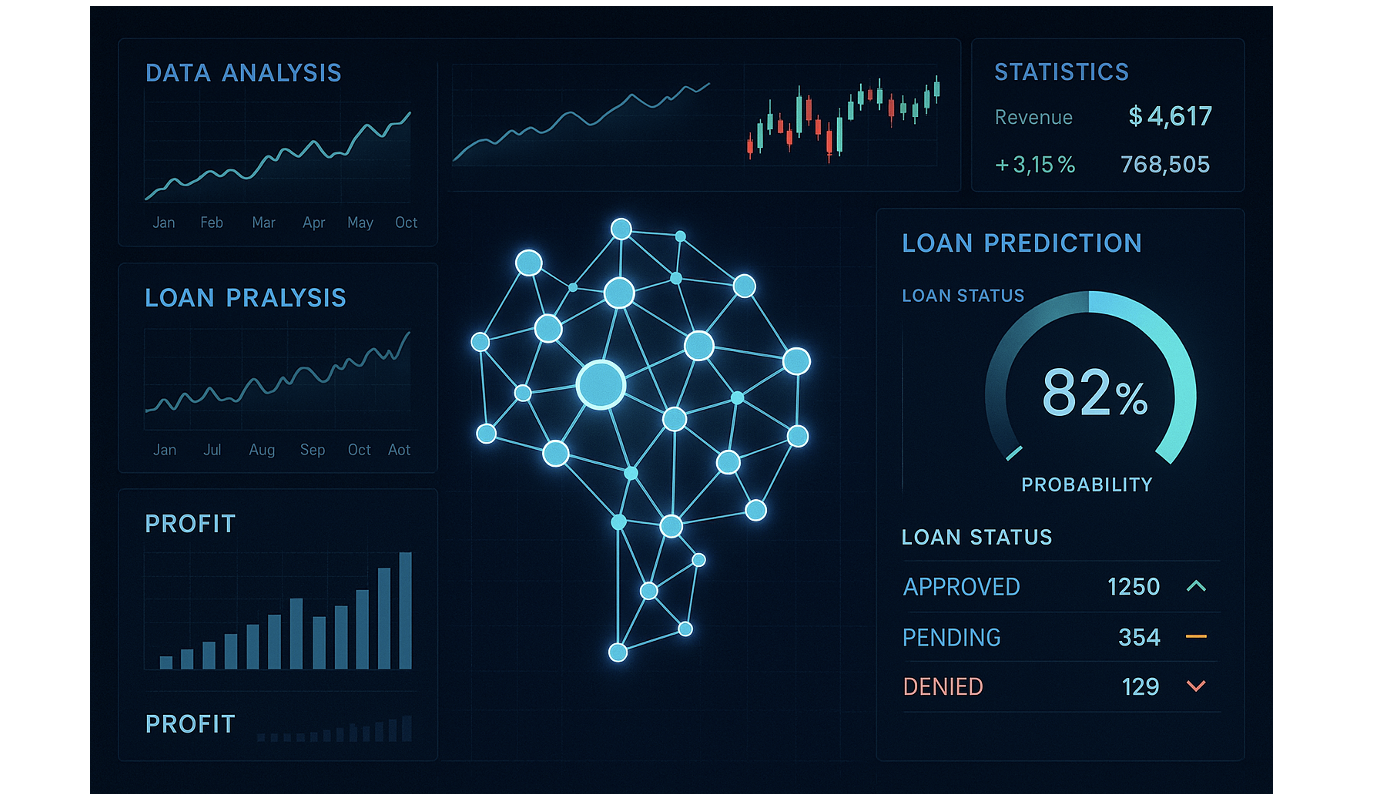 DATA ANALYSIS
Jan Feb Mar Apr May Oct
STATISTICS
Revenue $4,617
+3,15% 768,505
LOAN PRALYSIS
Jan Jul Aug Sep Oct Aot
PROFIT
PROFIT
LOAN PREDICTION
LOAN STATUS
82%
PROBABILITY
LOAN STATUS
APPROVED 1250
PENDING 354
DENIED 129